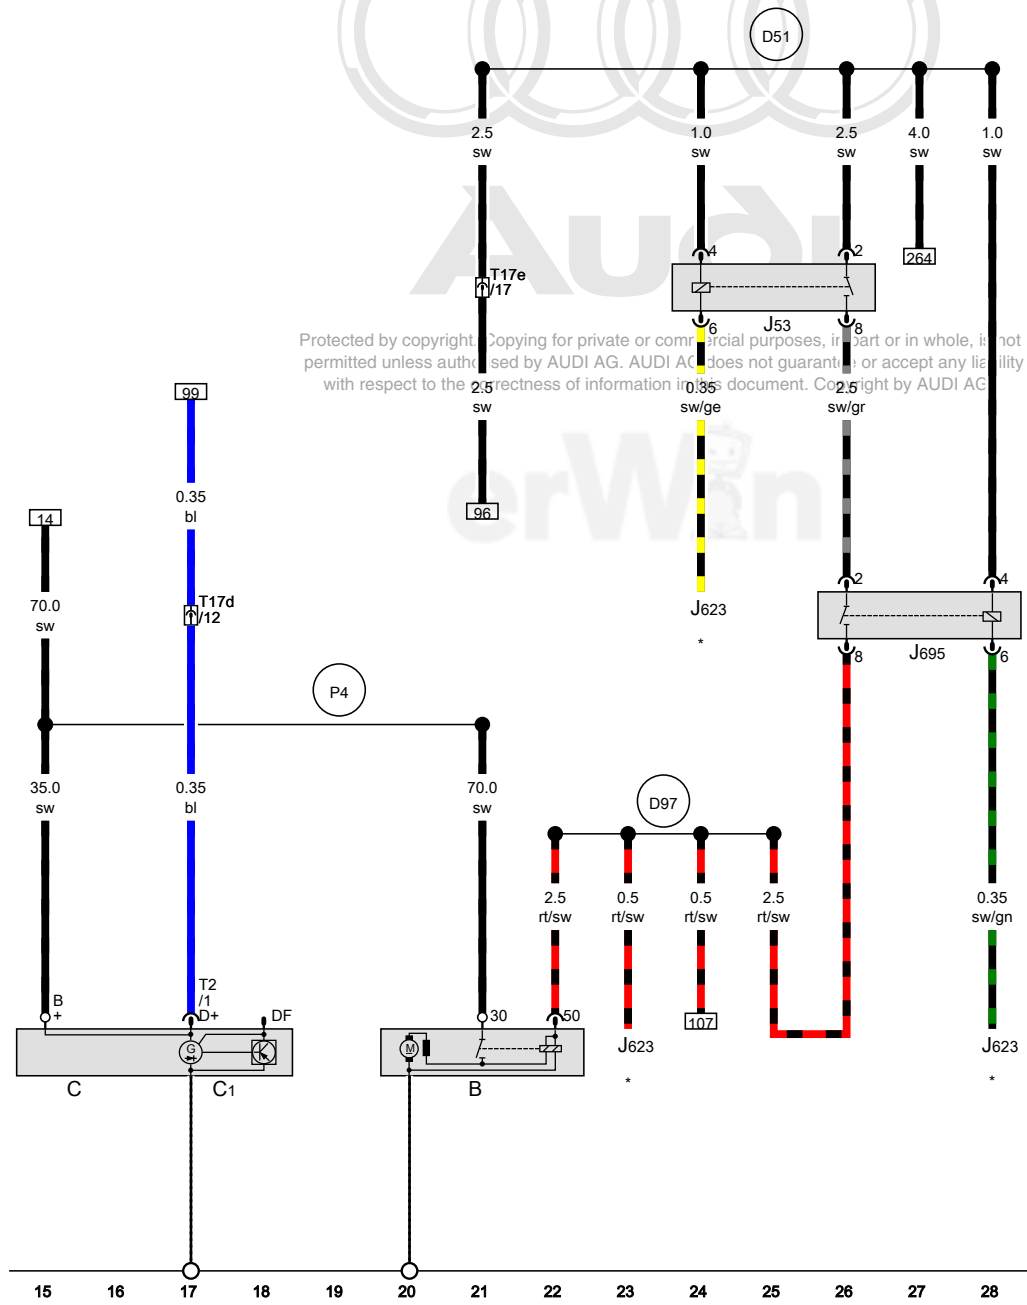 D51
2.5
sw
1.0
sw
2.5
sw
4.0
sw
1.0
sw
Audi
4
2
264
T17e
/17
J53
6
8
Protected by copyright. Copying for private or commercial purposes, in part or in whole, is not
permitted unless authorised by AUDI AG. AUDI AG does not guarantee or accept any liability
with respect to the correctness of information in this document. Copyright by AUDI AG.
99
2.5
sw
0.35
sw/ge
2.5
sw/gr
erWin
0.35
bl
14
96
2
4
70.0
sw
T17d
/12
J623
*
J695
8
6
P4
35.0
sw
0.35
bl
70.0
sw
D97
2.5
rt/sw
0.5
rt/sw
0.5
rt/sw
2.5
rt/sw
0.35
sw/gn
B
+
T2
/1
D+
DF
30
50
107
G
M
J623
*
J623
*
C
C1
B
15 16 17 18 19 20 21 22 23 24 25 26 27 28